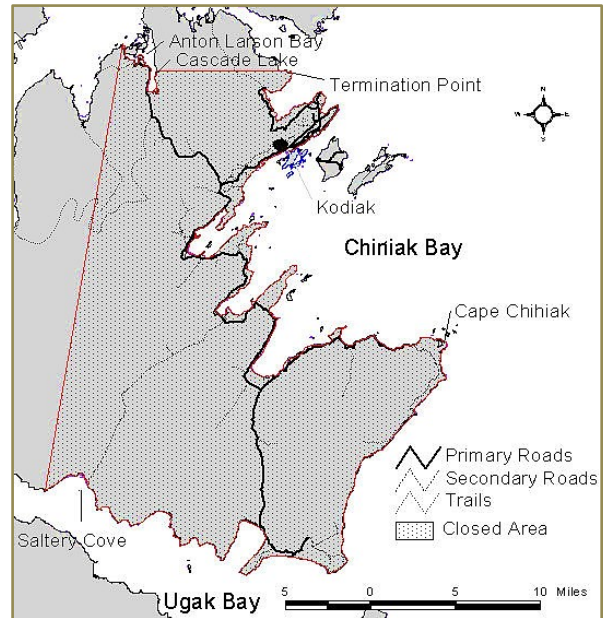 Anton Larson Bay
Cascade Lake
Termination Point
N
W E
S
Kodiak
Chiniak Bay
Cape Chihiak
Primary Roads
Secondary Roads
Trails
Closed Area
Saltery Cove
Ugak Bay
5 0 5 10 Miles